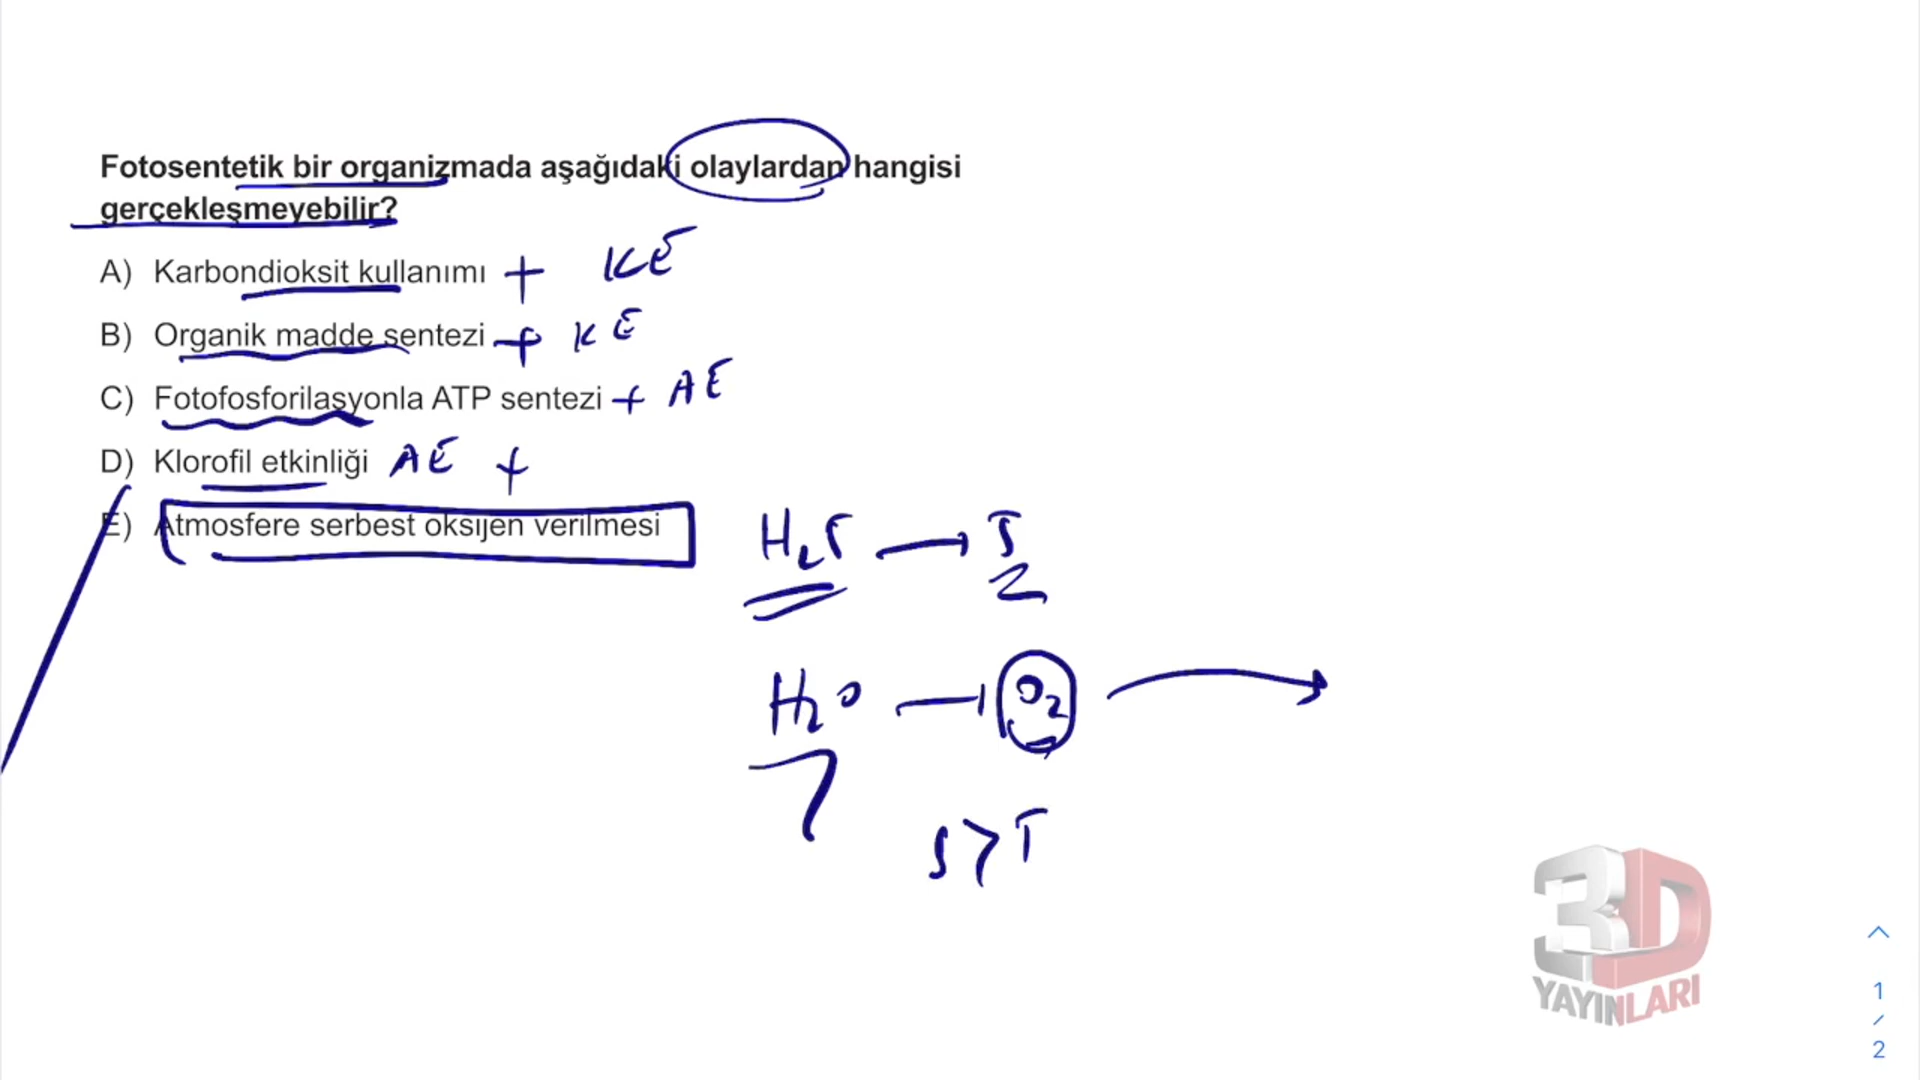 Fotosentetik bir organizmada aşağıdaki olaylardan hangisi
gerçekleşmeyebilir?
A) Karbondioksit kullanımı + KE
B) Organik madde sentezi + KE
C) Fotofosforilasyonla ATP sentezi + AE
D) Klorofil etkinliği AE +
E) Atmosfere serbest oksijen verilmesi
H₂S → S
H₂O → O₂ →
3D
YAYINLARI
1
/
2